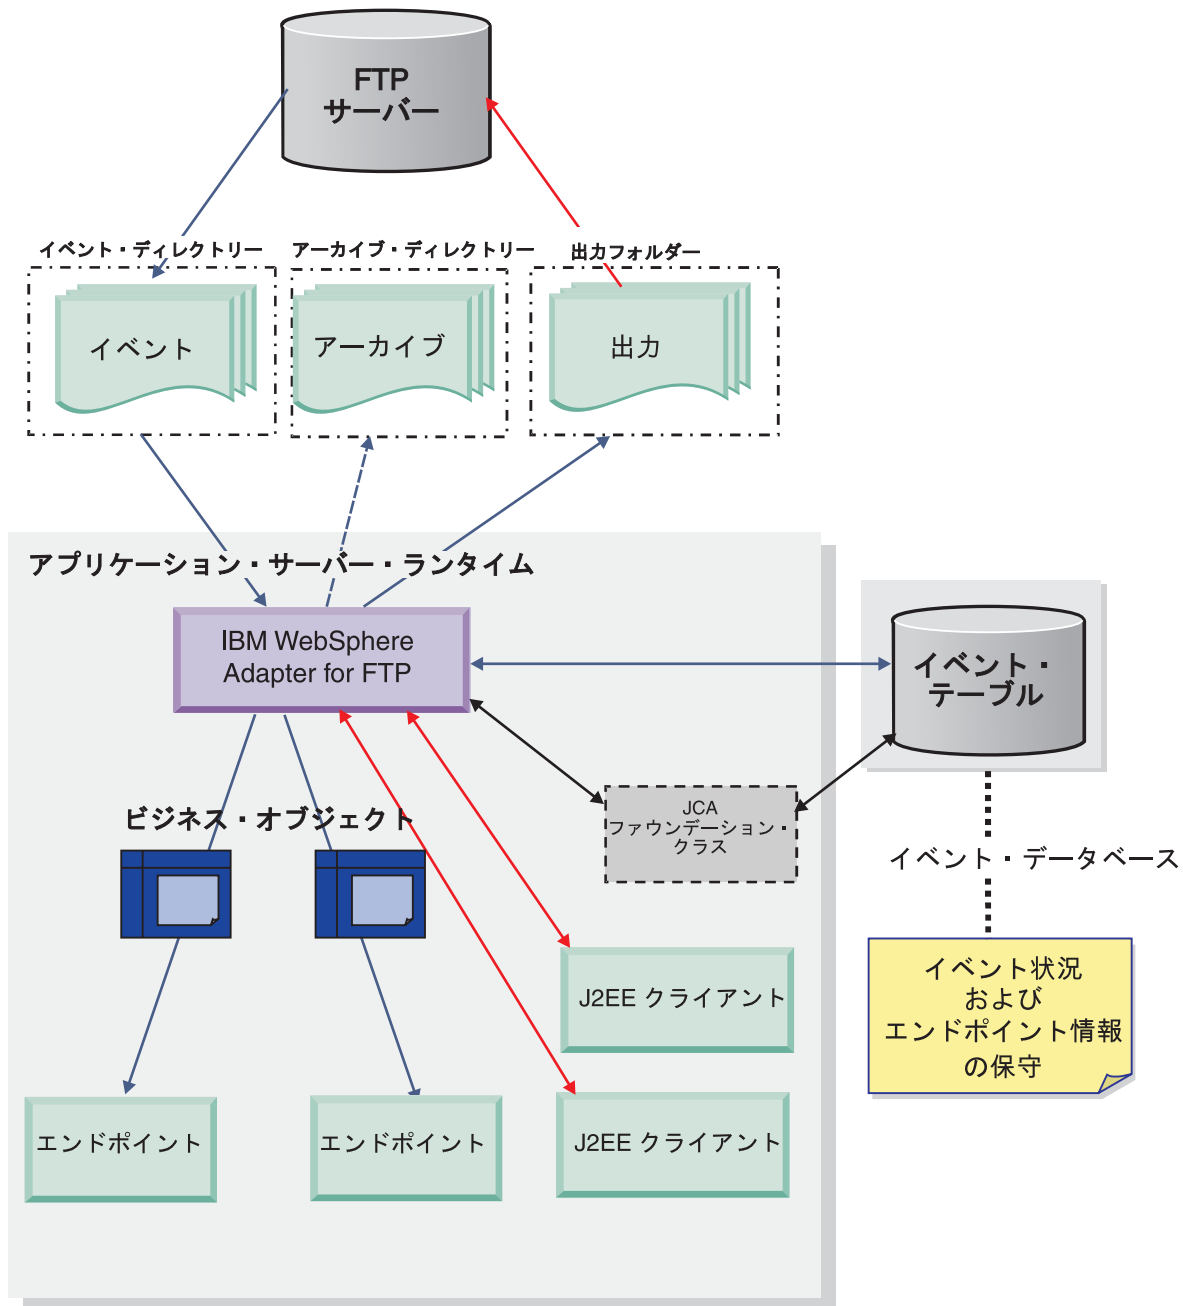 FTP
サーバー
イベント・ディレクトリー
アーカイブ・ディレクトリー
出力フォルダー
イベント
アーカイブ
出力
アプリケーション・サーバー・ランタイム
IBM WebSphere
Adapter for FTP
イベント・
テーブル
JCA
ファウンデーション・
クラス
ビジネス・オブジェクト
イベント・データベース
J2EE クライアント
イベント状況
および
エンドポイント情報
の保守
エンドポイント
エンドポイント
J2EE クライアント